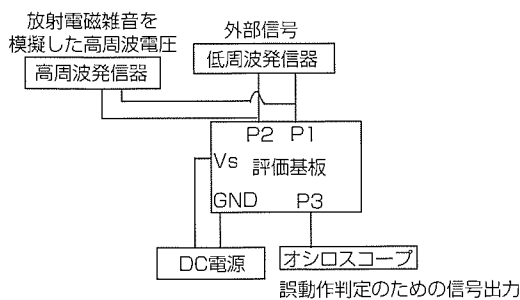 放射電磁雑音を
模擬した高周波電圧
高周波発信器
外部信号
低周波発信器
P2 P1
Vs
評価基板
GND
P3
DC電源
オシロスコープ
誤動作判定のための信号出力